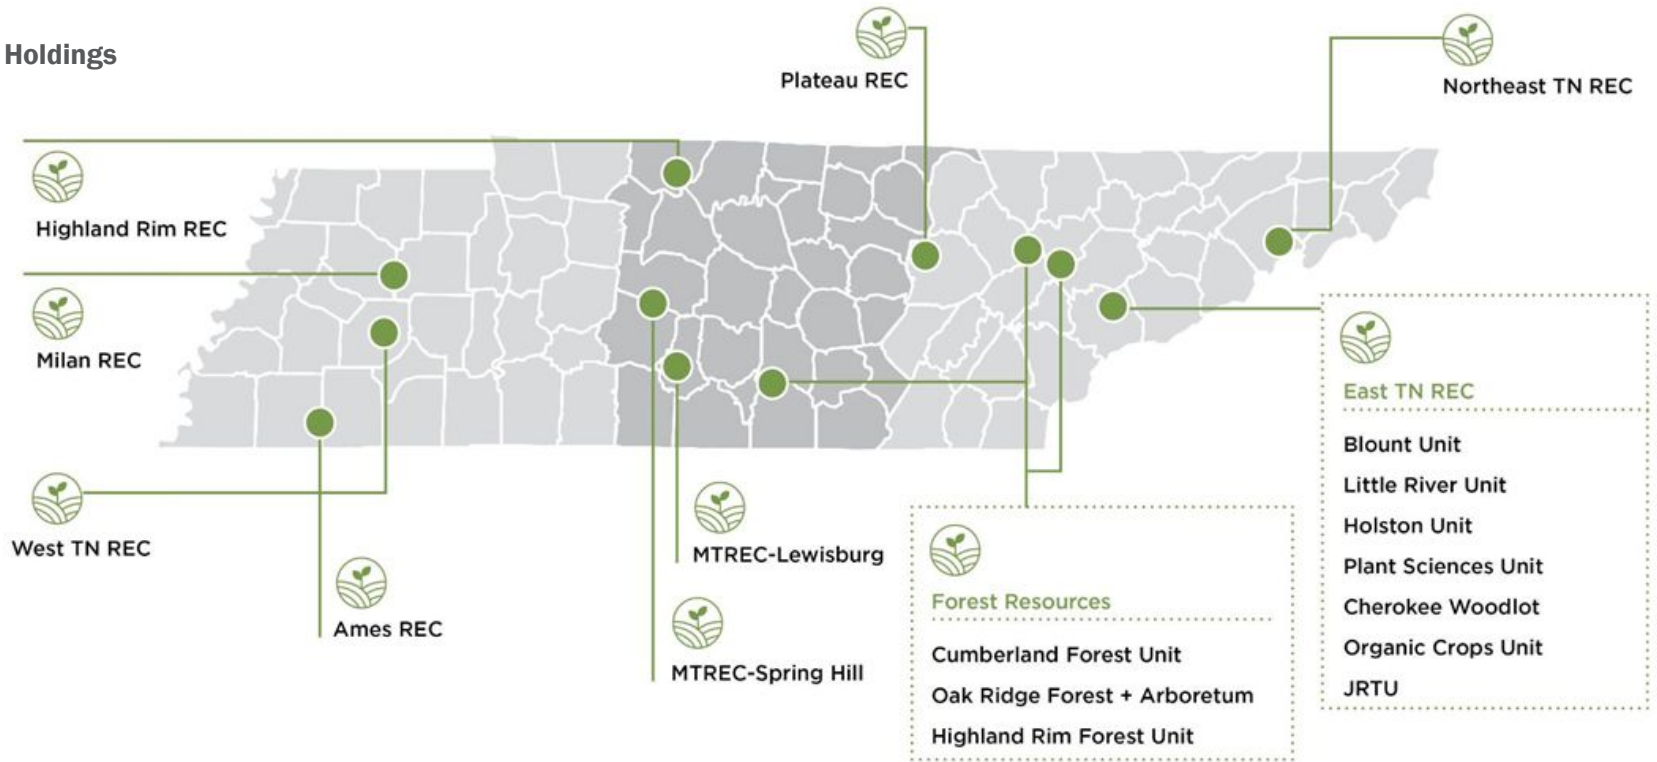 Holdings
Plateau REC
Northeast TN REC
Highland Rim REC
Milan REC
West TN REC
Ames REC
MTREC-Lewisburg
MTREC-Spring Hill
Forest Resources
Cumberland Forest Unit
Oak Ridge Forest + Arboretum
Highland Rim Forest Unit
East TN REC
Blount Unit
Little River Unit
Holston Unit
Plant Sciences Unit
Cherokee Woodlot
Organic Crops Unit
JRTU